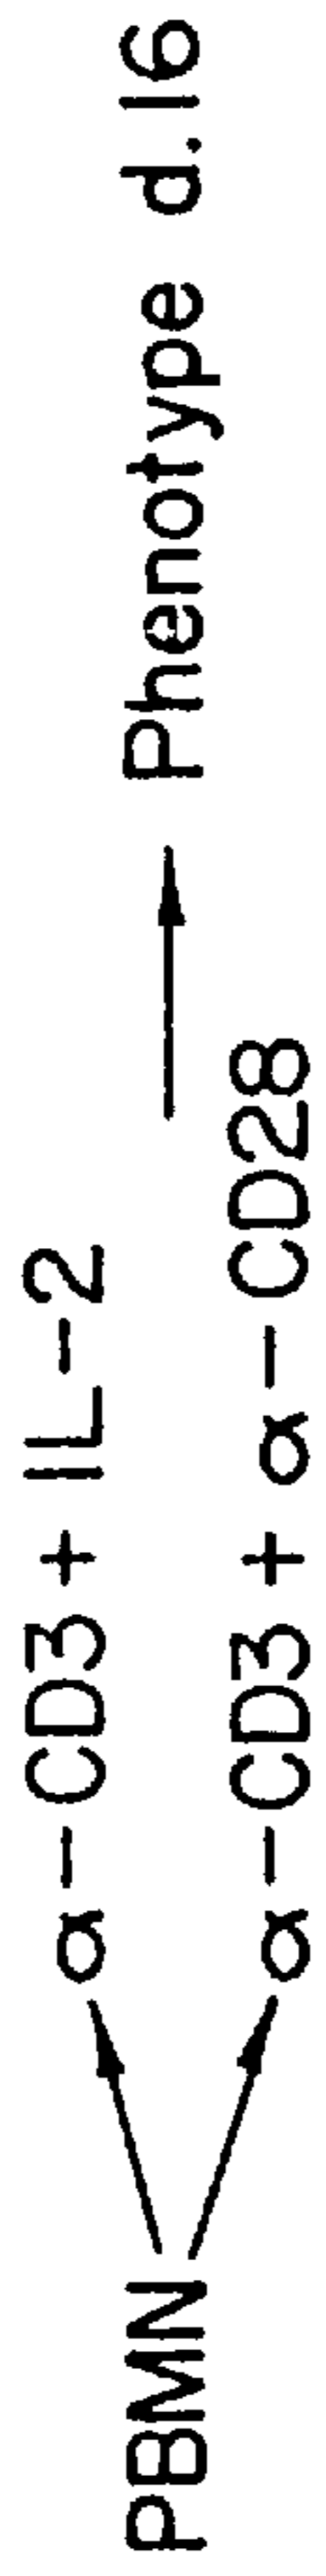 PBMN
α-CD3 + IL-2
α-CD3 + α-CD28
Phenotype d.16